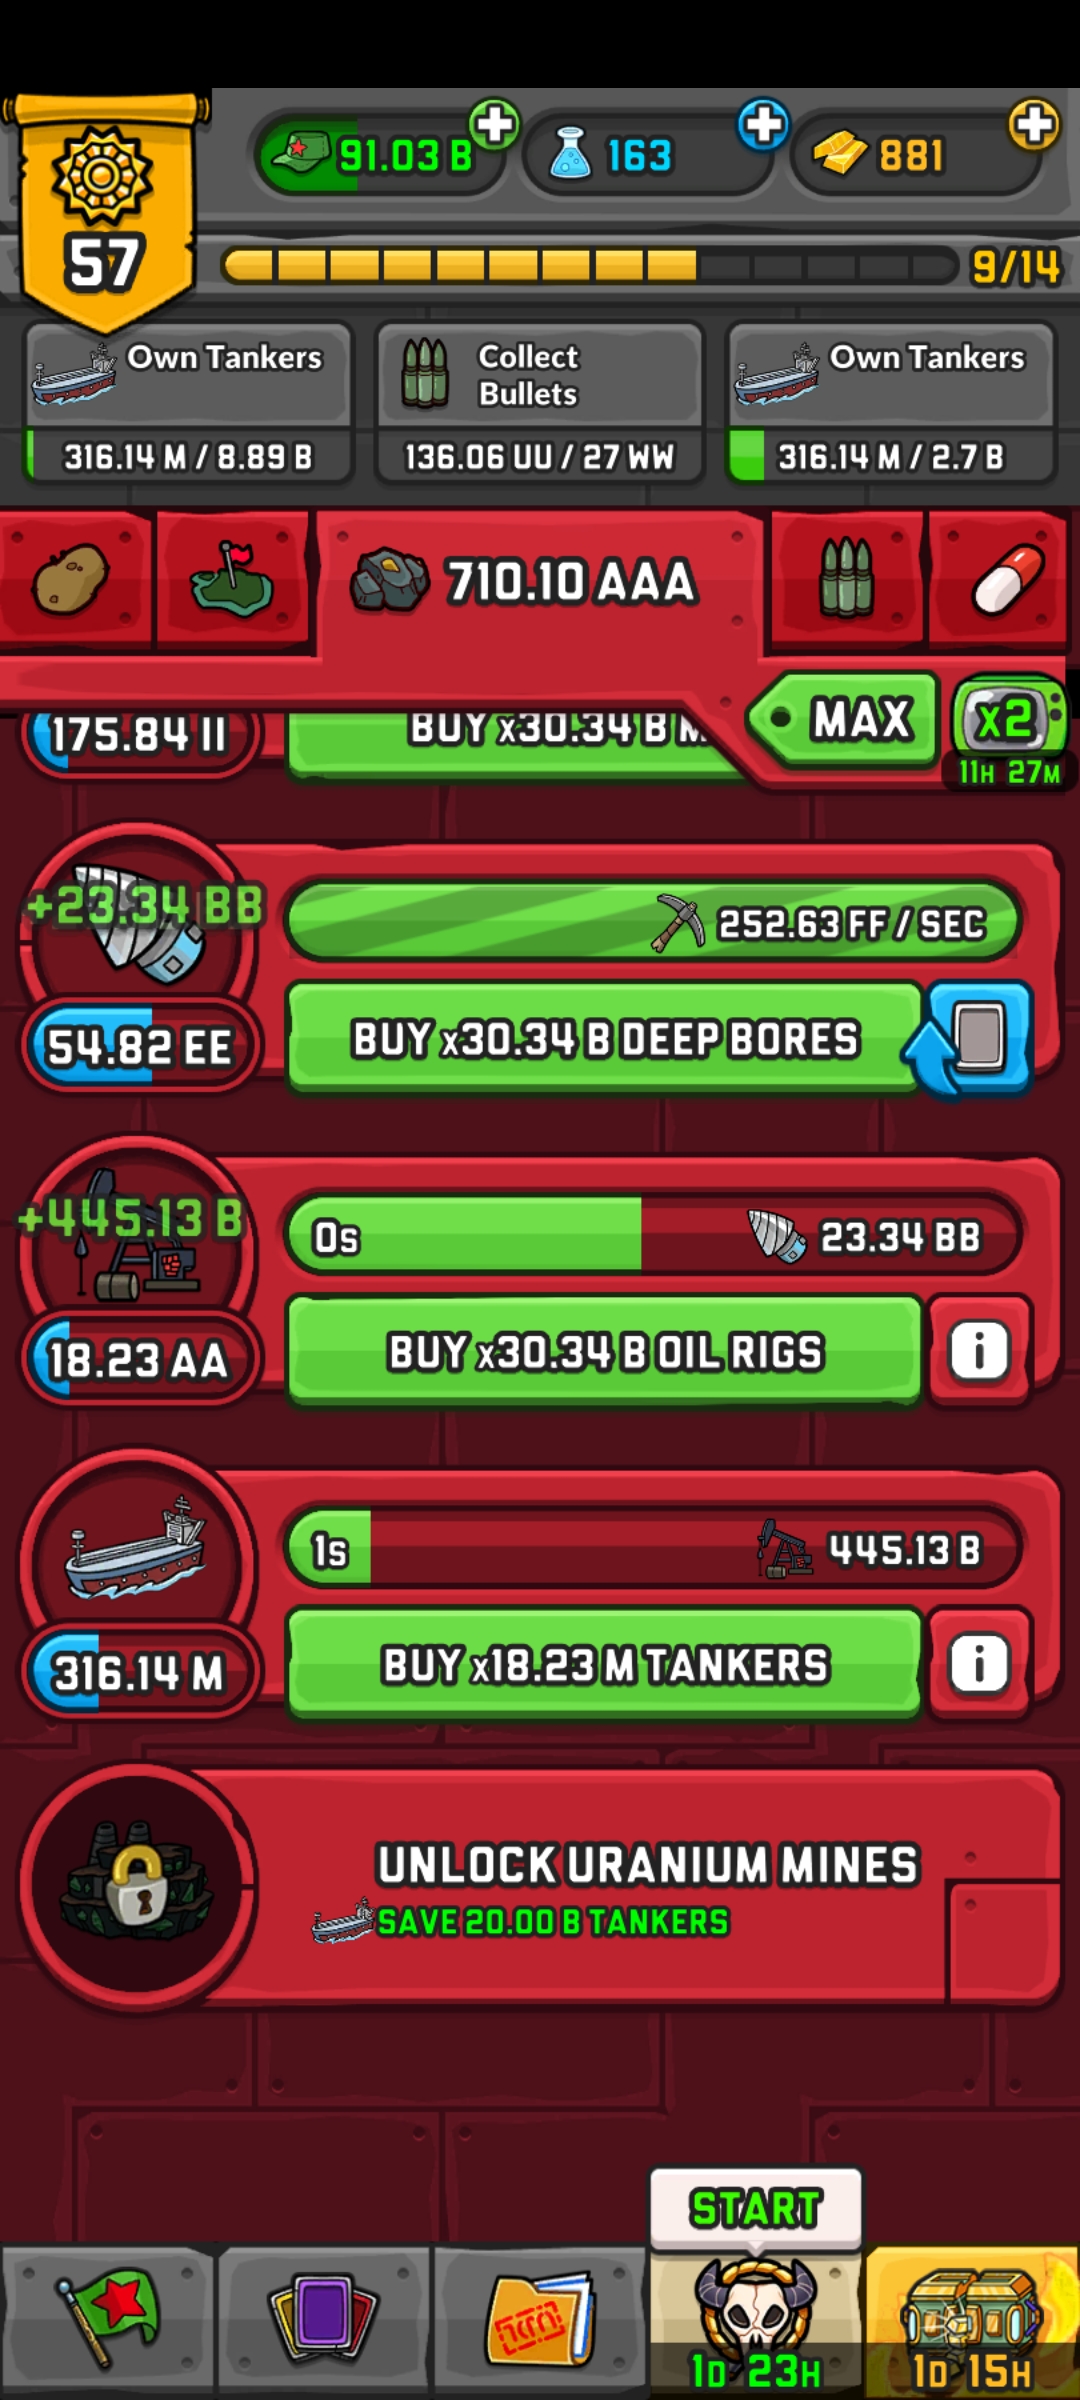 91.03 B
163
881
57
9/14
Own Tankers
316.14 M / 8.89 B
Collect
Bullets
136.06 UU / 27 WW
Own Tankers
316.14 M / 2.7 B
710.10 AAA
MAX
x2
11H 27M
175.84 II
BUY x30.34 B M
+23.34 BB
252.63 FF / SEC
54.82 EE
BUY x30.34 B DEEP BORES
+445.13 B
0s
23.34 BB
18.23 AA
BUY x30.34 B OIL RIGS
i
1s
445.13 B
316.14 M
BUY x18.23 M TANKERS
i
UNLOCK URANIUM MINES
SAVE 20.00 B TANKERS
START
1D 23H
1D 15H